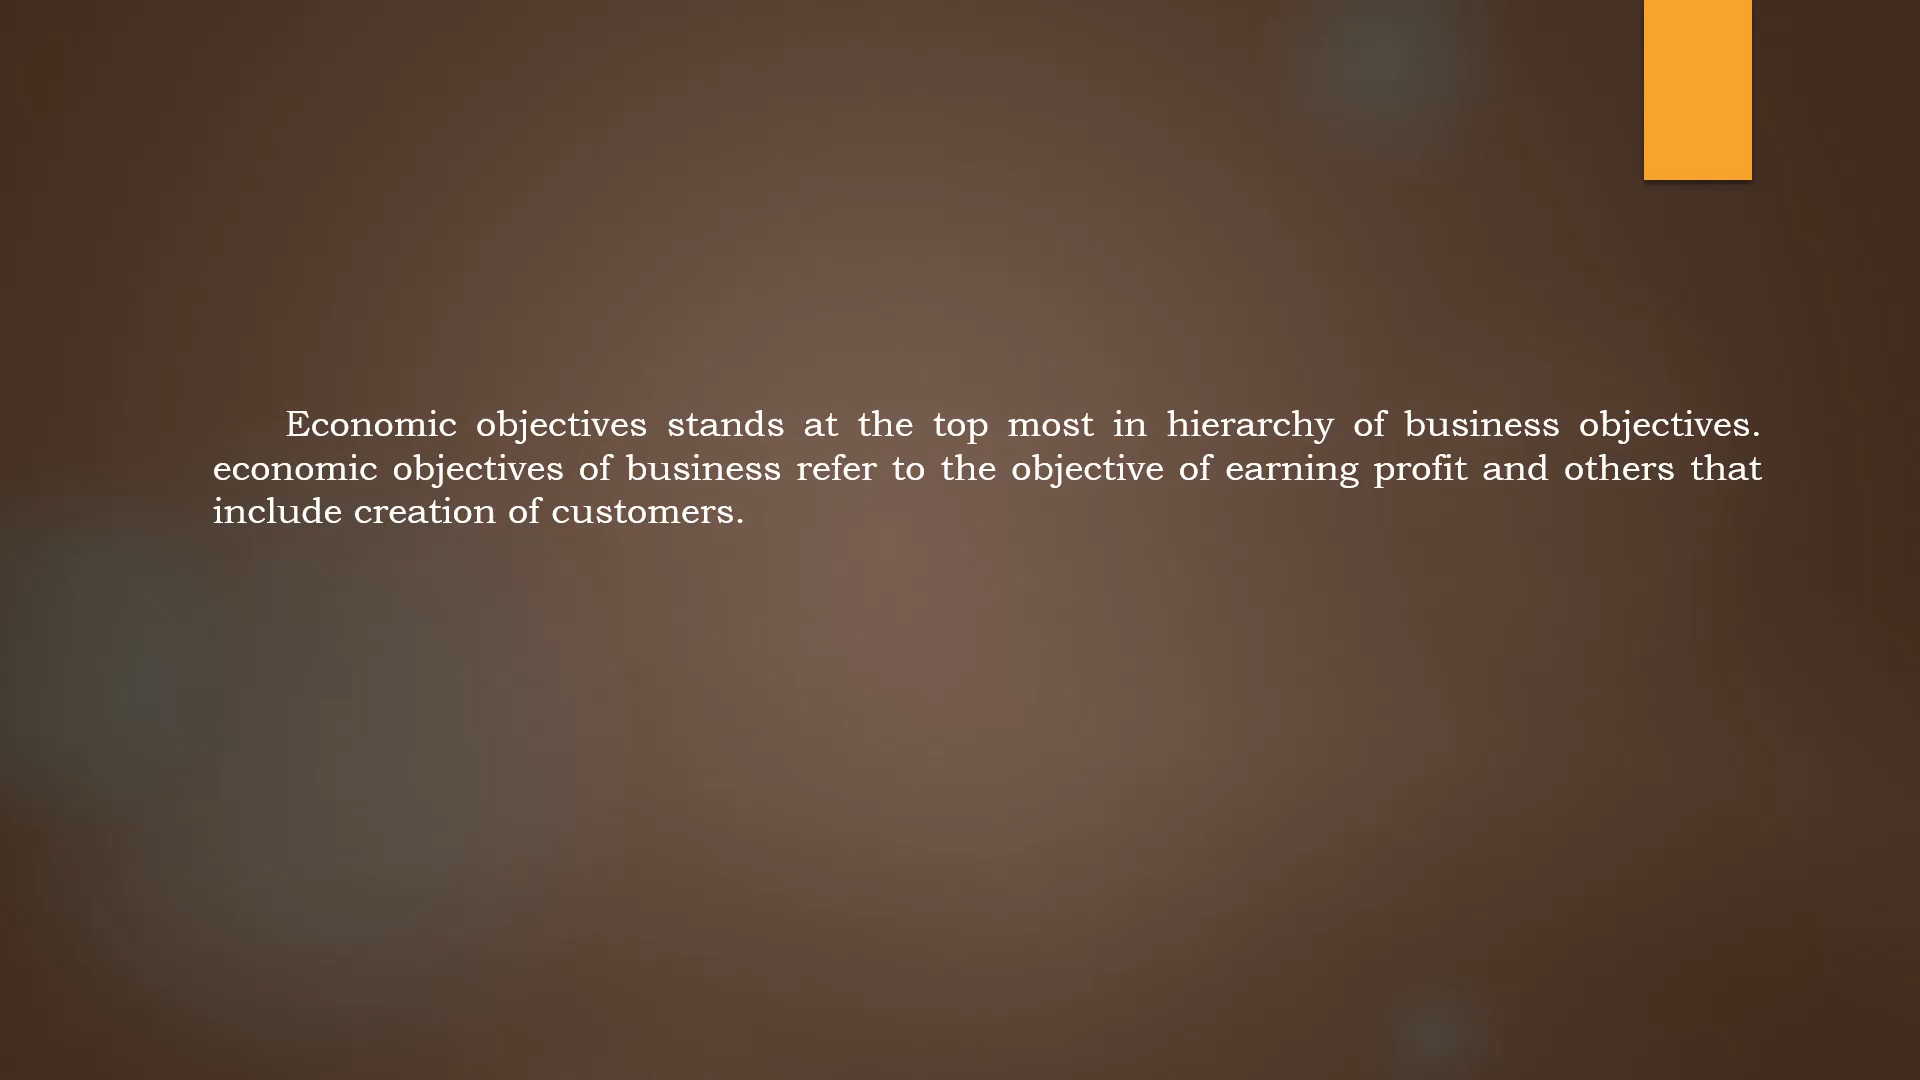 Economic objectives stands at the top most in hierarchy of business objectives.
economic objectives of business refer to the objective of earning profit and others that
include creation of customers.